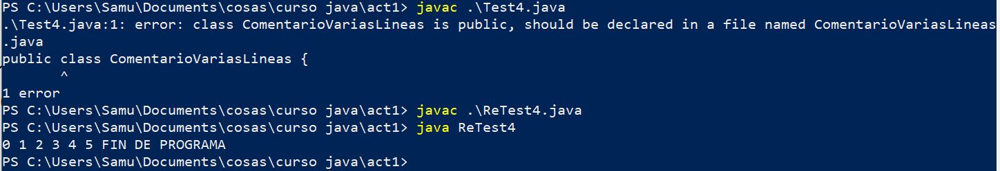 PS C:\Users\Samu\Documents\cosas\curso java\act1> javac .\Test4.java
.\Test4.java:1: error: class ComentarioVariasLineas is public, should be declared in a file named ComentarioVariasLineas
.java
public class ComentarioVariasLineas {
       ^
1 error
PS C:\Users\Samu\Documents\cosas\curso java\act1> javac .\ReTest4.java
PS C:\Users\Samu\Documents\cosas\curso java\act1> java ReTest4
0 1 2 3 4 5 FIN DE PROGRAMA
PS C:\Users\Samu\Documents\cosas\curso java\act1>